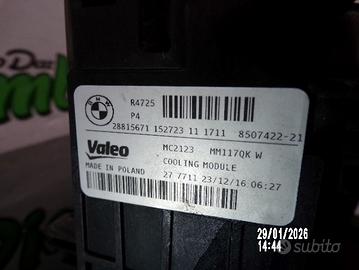 R4725
P4
28815671 152723 11 1711 8507422-21
Valeo MC2123 MM117QK W
COOLING MODULE
MADE IN POLAND
27 7711 23/12/16 06:27
29/01/2026
14:44
subito